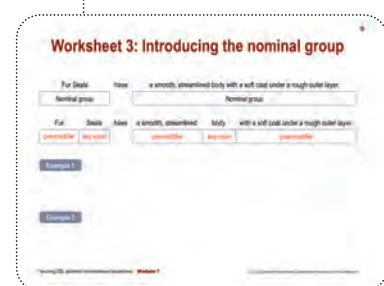 Worksheet 3: Introducing the nominal group
Fur Seals have a smooth, streamlined body with a soft coat under a rough outer layer.
Nominal group Nominal group
Fur Seals have a smooth, streamlined body with a soft coat under a rough outer layer.
premodifier key noun premodifier key noun postmodifier
Example 1
Example 2